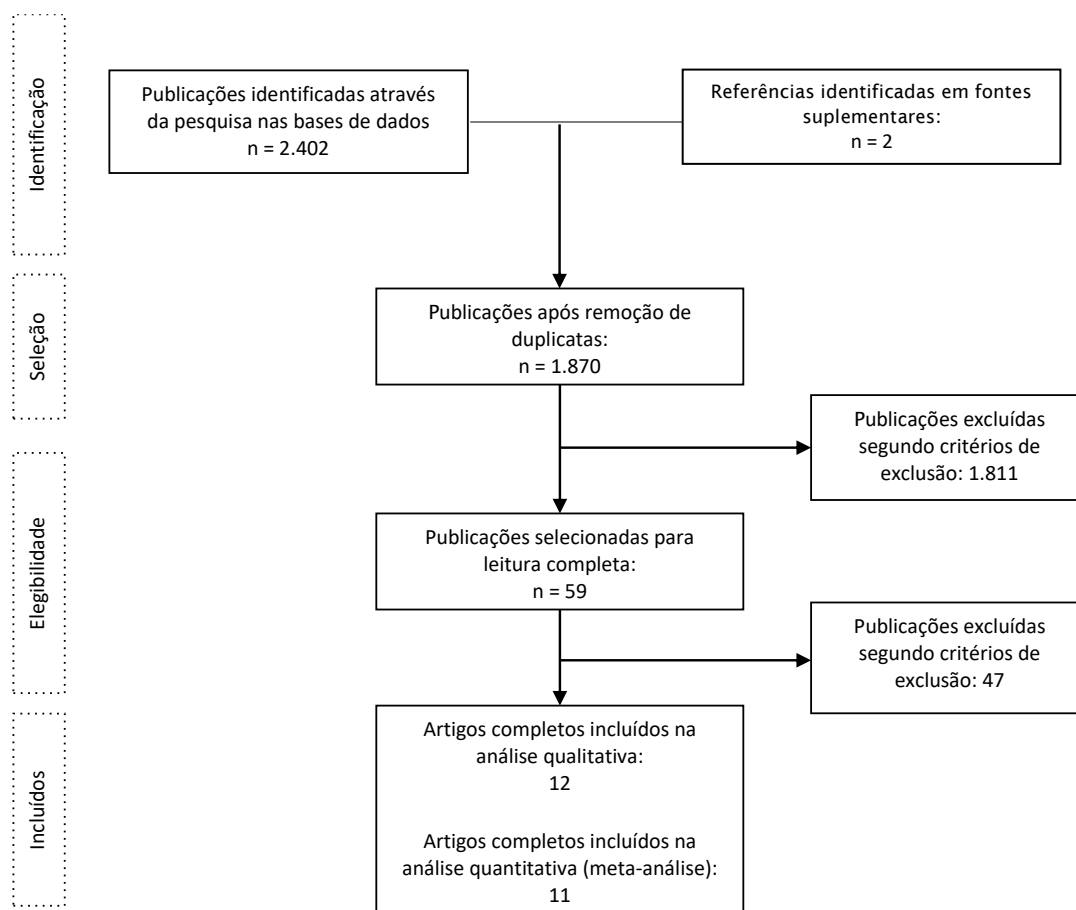 Identificação
Publicações identificadas através
da pesquisa nas bases de dados
n = 2.402
Referências identificadas em fontes
suplementares:
n = 2
Seleção
Publicações após remoção de
duplicatas:
n = 1.870
Publicações excluídas
segundo critérios de
exclusão: 1.811
Elegibilidade
Publicações selecionadas para
leitura completa:
n = 59
Publicações excluídas
segundo critérios de
exclusão: 47
Incluídos
Artigos completos incluídos na
análise qualitativa:
12
Artigos completos incluídos na
análise quantitativa (meta-análise):
11